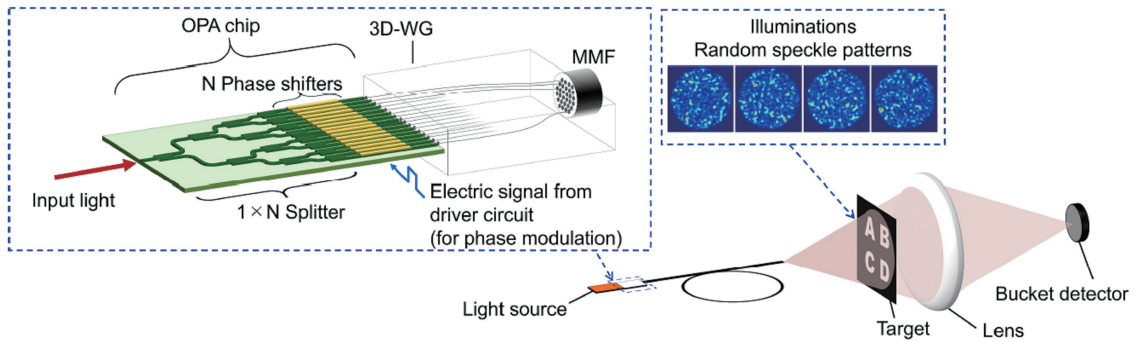 OPA chip
3D-WG
MMF
N Phase shifters
Input light
1×N Splitter
Electric signal from
driver circuit
(for phase modulation)
Illuminations
Random speckle patterns
Light source
A B
C D
Target
Lens
Bucket detector